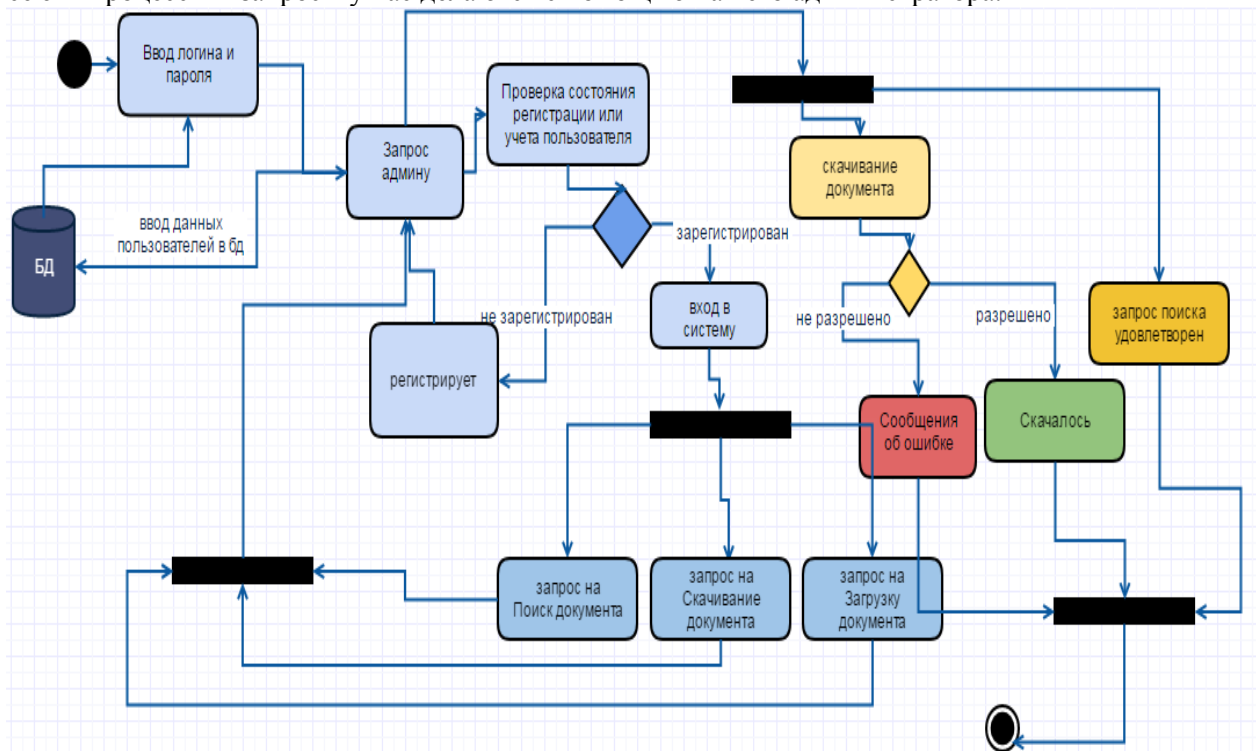 Ввод логина и
пароля
Проверка состояния
регистрации или
учета пользователя
Запрос
админу
скачивание
документа
ввод данных
пользователей в бд
БД
зарегистрирован
не зарегистрирован
вход в
систему
не разрешено
разрешено
запрос поиска
удовлетворен
регистрирует
Сообщения
об ошибке
Скачалось
запрос на
Поиск документа
запрос на
Скачивание
документа
запрос на
Загрузку
документа